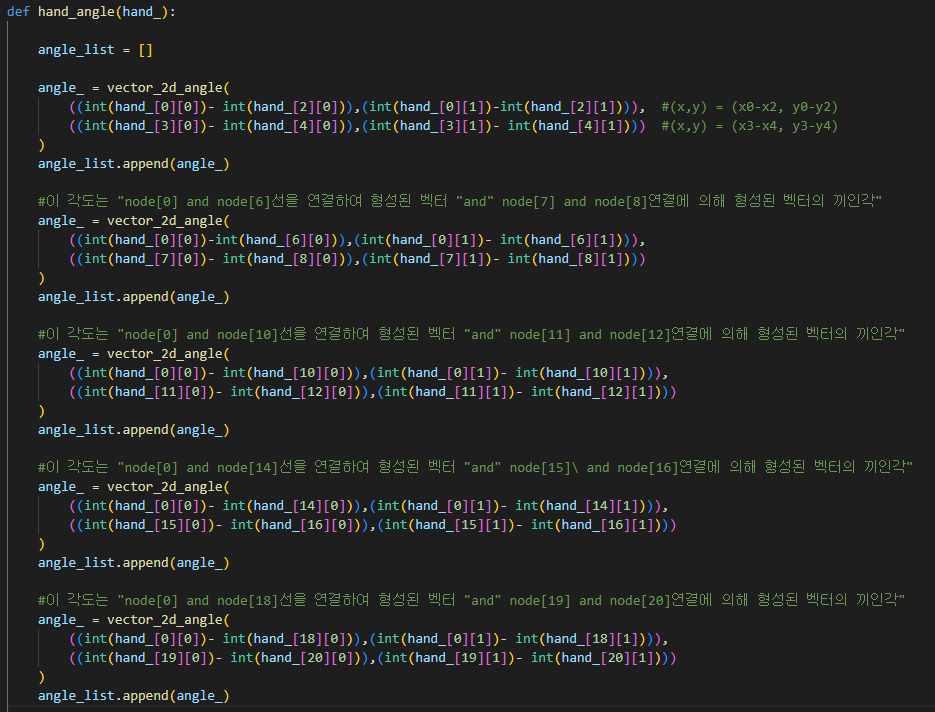 def hand_angle(hand_):
angle_list = []
angle_ = vector_2d_angle(
((int(hand_[0][0])- int(hand_[2][0])),(int(hand_[0][1])-int(hand_[2][1]))), #(x,y) = (x0-x2, y0-y2)
((int(hand_[3][0])- int(hand_[4][0])),(int(hand_[3][1])- int(hand_[4][1]))) #(x,y) = (x3-x4, y3-y4)
)
angle_list.append(angle_)
#이 각도는 "node[0] and node[6]선을 연결하여 형성된 벡터 "and" node[7] and node[8]연결에 의해 형성된 벡터의 끼인각"
angle_ = vector_2d_angle(
((int(hand_[0][0])-int(hand_[6][0])),(int(hand_[0][1])- int(hand_[6][1]))),
((int(hand_[7][0])- int(hand_[8][0])),(int(hand_[7][1])- int(hand_[8][1])))
)
angle_list.append(angle_)
#이 각도는 "node[0] and node[10]선을 연결하여 형성된 벡터 "and" node[11] and node[12]연결에 의해 형성된 벡터의 끼인각"
angle_ = vector_2d_angle(
((int(hand_[0][0])- int(hand_[10][0])),(int(hand_[0][1])- int(hand_[10][1]))),
((int(hand_[11][0])- int(hand_[12][0])),(int(hand_[11][1])- int(hand_[12][1])))
)
angle_list.append(angle_)
#이 각도는 "node[0] and node[14]선을 연결하여 형성된 벡터 "and" node[15]\ and node[16]연결에 의해 형성된 벡터의 끼인각"
angle_ = vector_2d_angle(
((int(hand_[0][0])- int(hand_[14][0])),(int(hand_[0][1])- int(hand_[14][1]))),
((int(hand_[15][0])- int(hand_[16][0])),(int(hand_[15][1])- int(hand_[16][1])))
)
angle_list.append(angle_)
#이 각도는 "node[0] and node[18]선을 연결하여 형성된 벡터 "and" node[19] and node[20]연결에 의해 형성된 벡터의 끼인각"
angle_ = vector_2d_angle(
((int(hand_[0][0])- int(hand_[18][0])),(int(hand_[0][1])- int(hand_[18][1]))),
((int(hand_[19][0])- int(hand_[20][0])),(int(hand_[19][1])- int(hand_[20][1])))
)
angle_list.append(angle_)